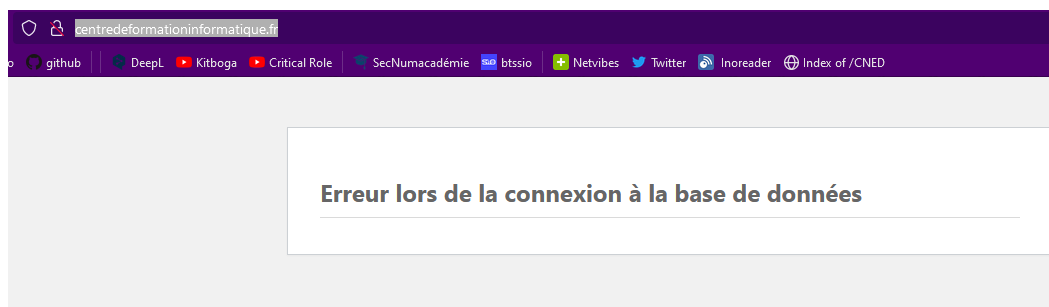 centredeformationinformatique.fr
o github DeepL Kitboga Critical Role SecNumacadémie btssio Netvibes Twitter Inoreader Index of /CNED
Erreur lors de la connexion à la base de données